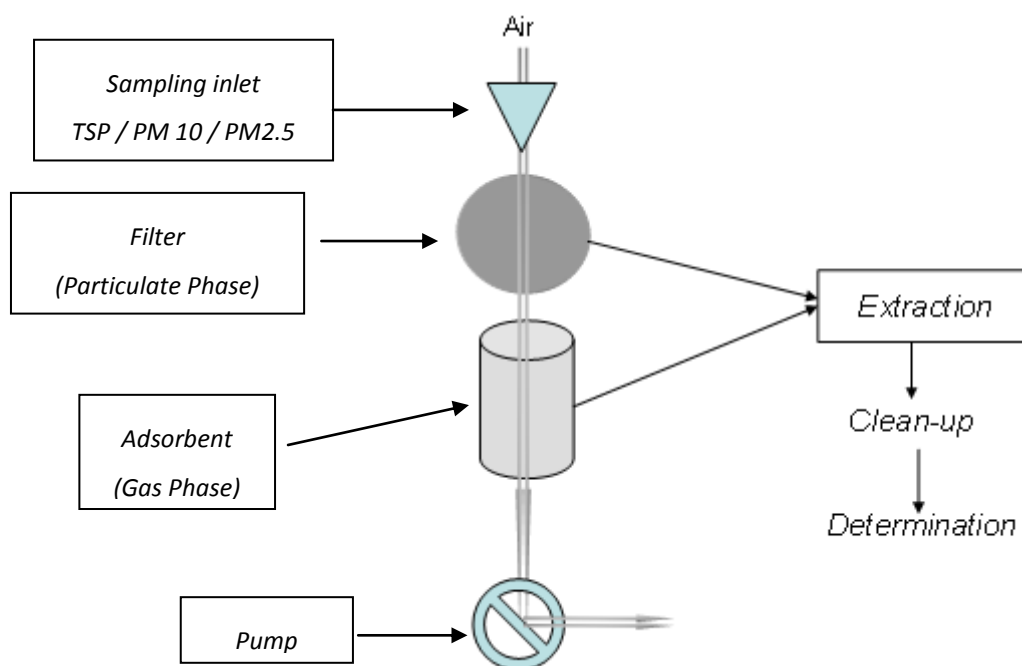 Air
Sampling inlet
TSP / PM 10 / PM2.5
Filter
(Particulate Phase)
Extraction
Adsorbent
(Gas Phase)
Clean-up
Determination
Pump